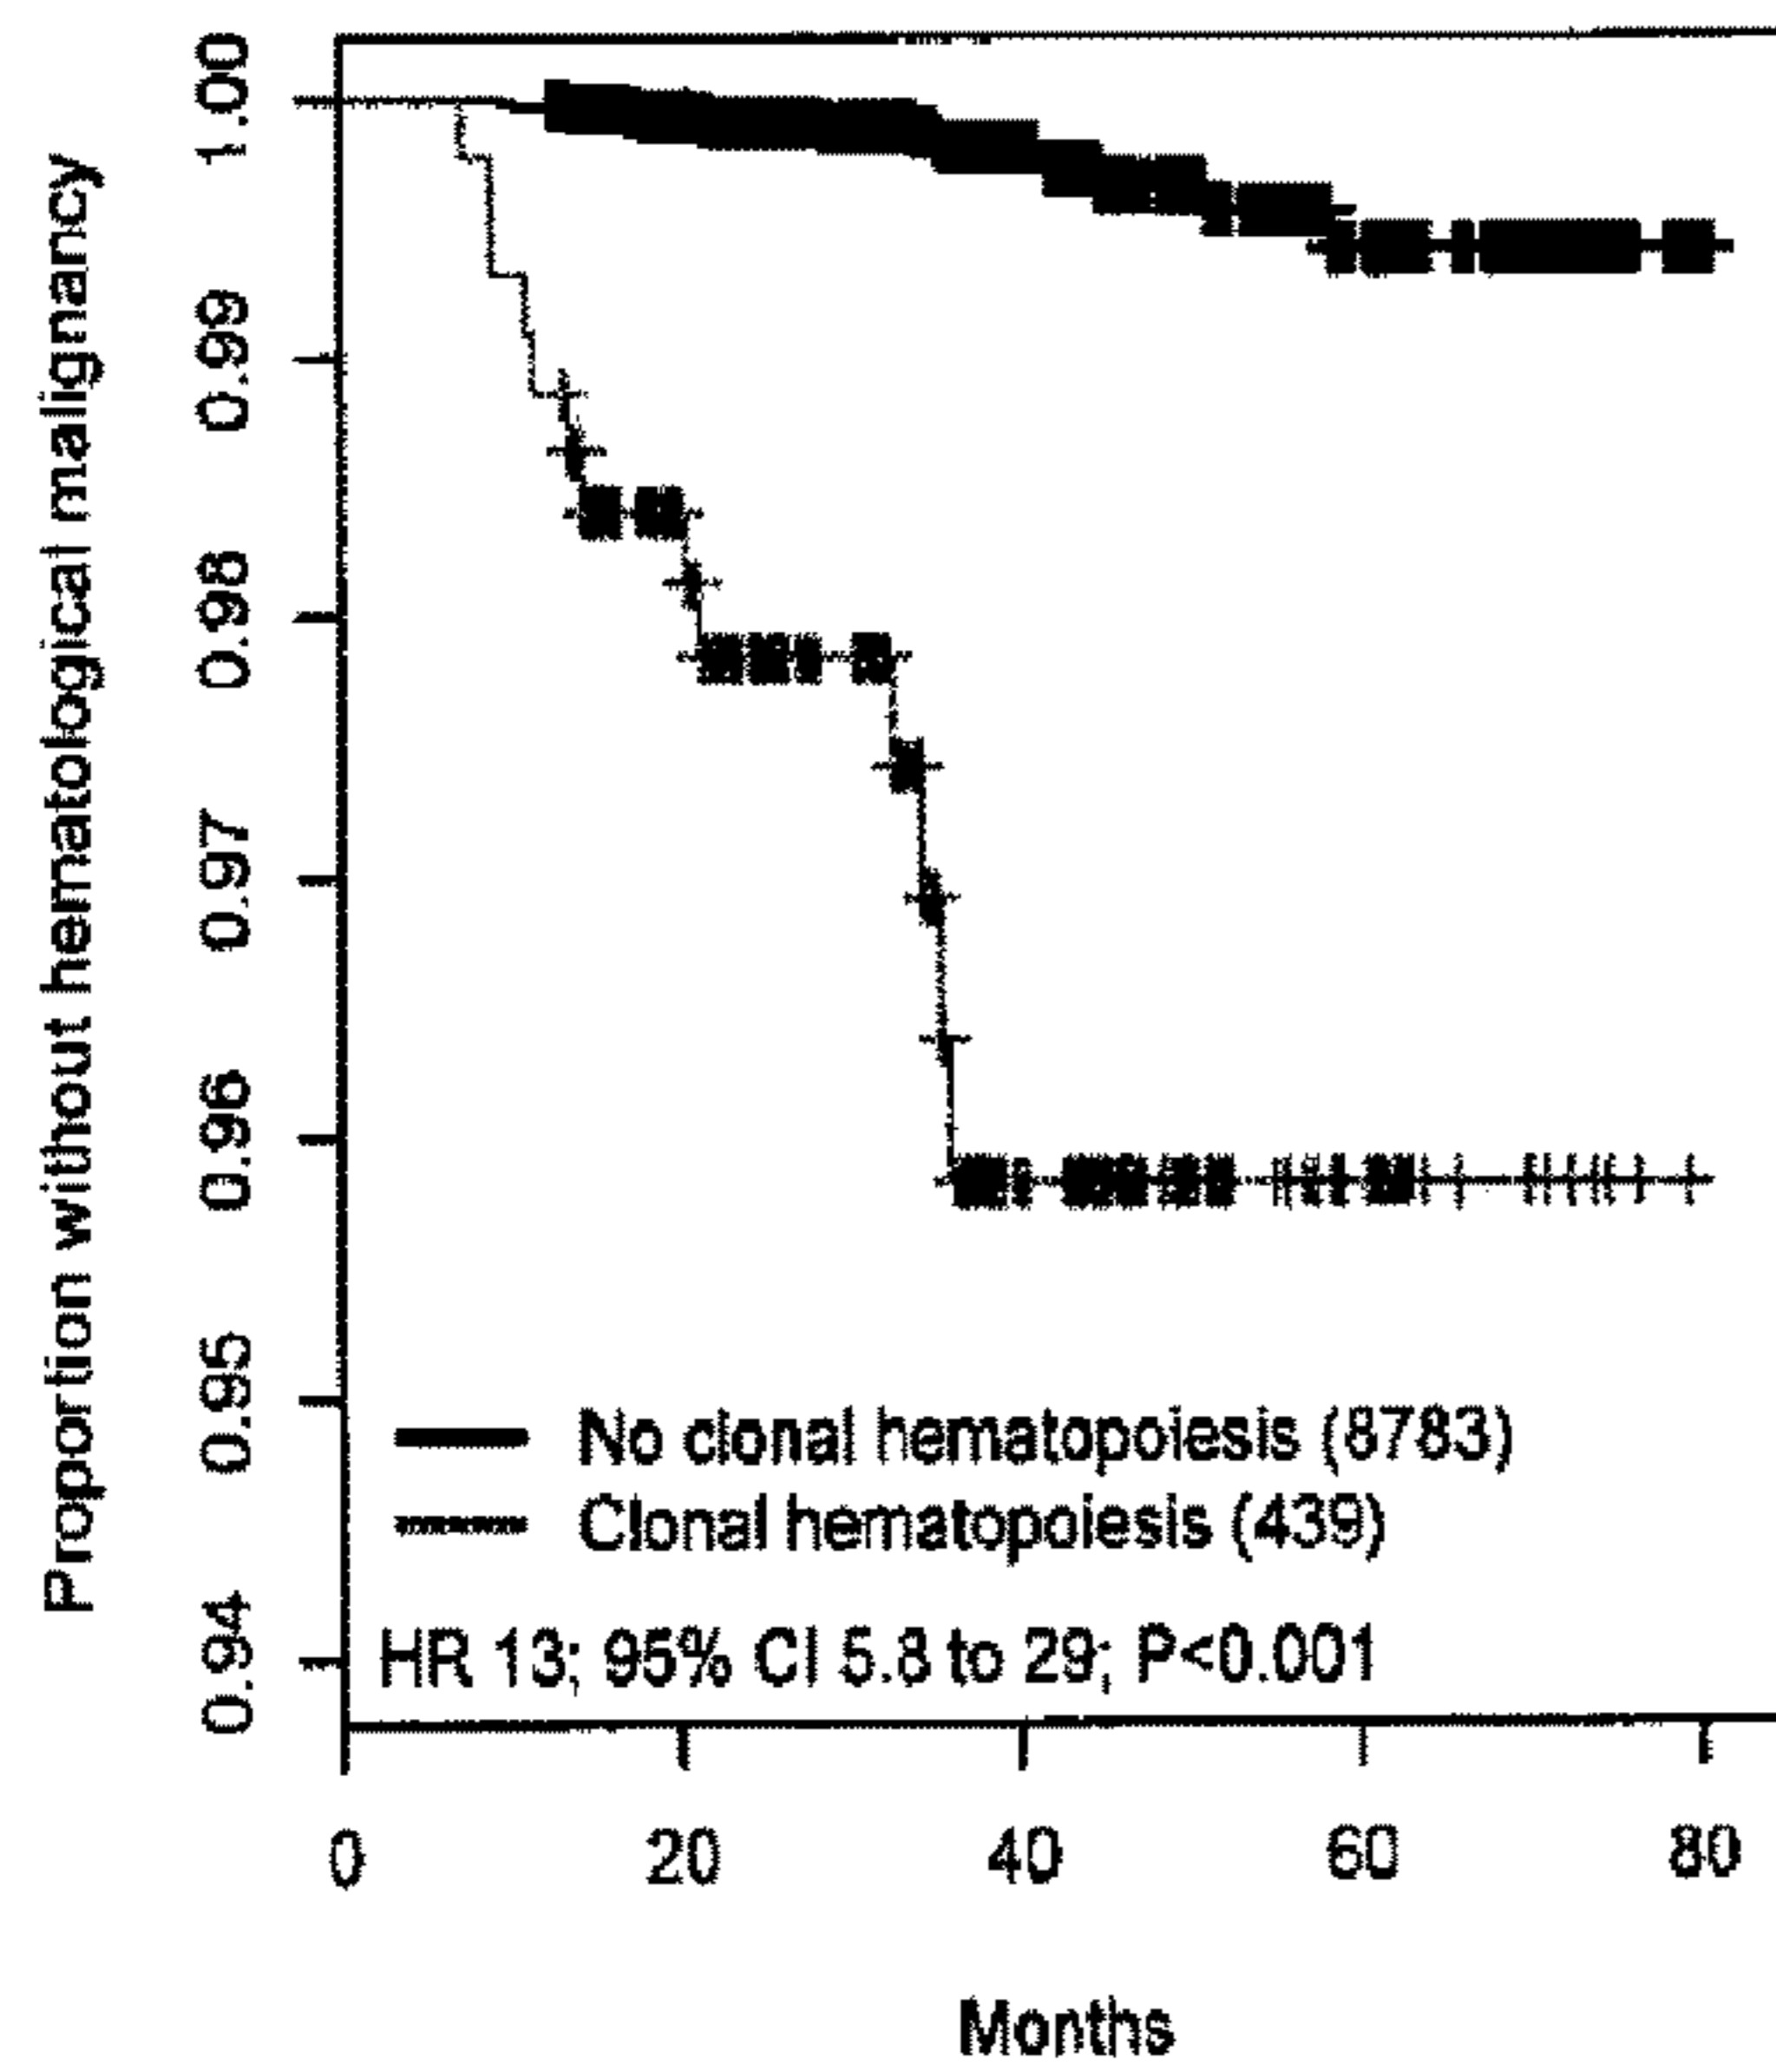 Proportion without hematological malignancy
1.00
0.99
0.98
0.97
0.96
0.95
0.94
No clonal hematopoiesis (8783)
Clonal hematopoiesis (439)
HR 13; 95% CI 5.8 to 29; P<0.001
0 20 40 60 80
Months